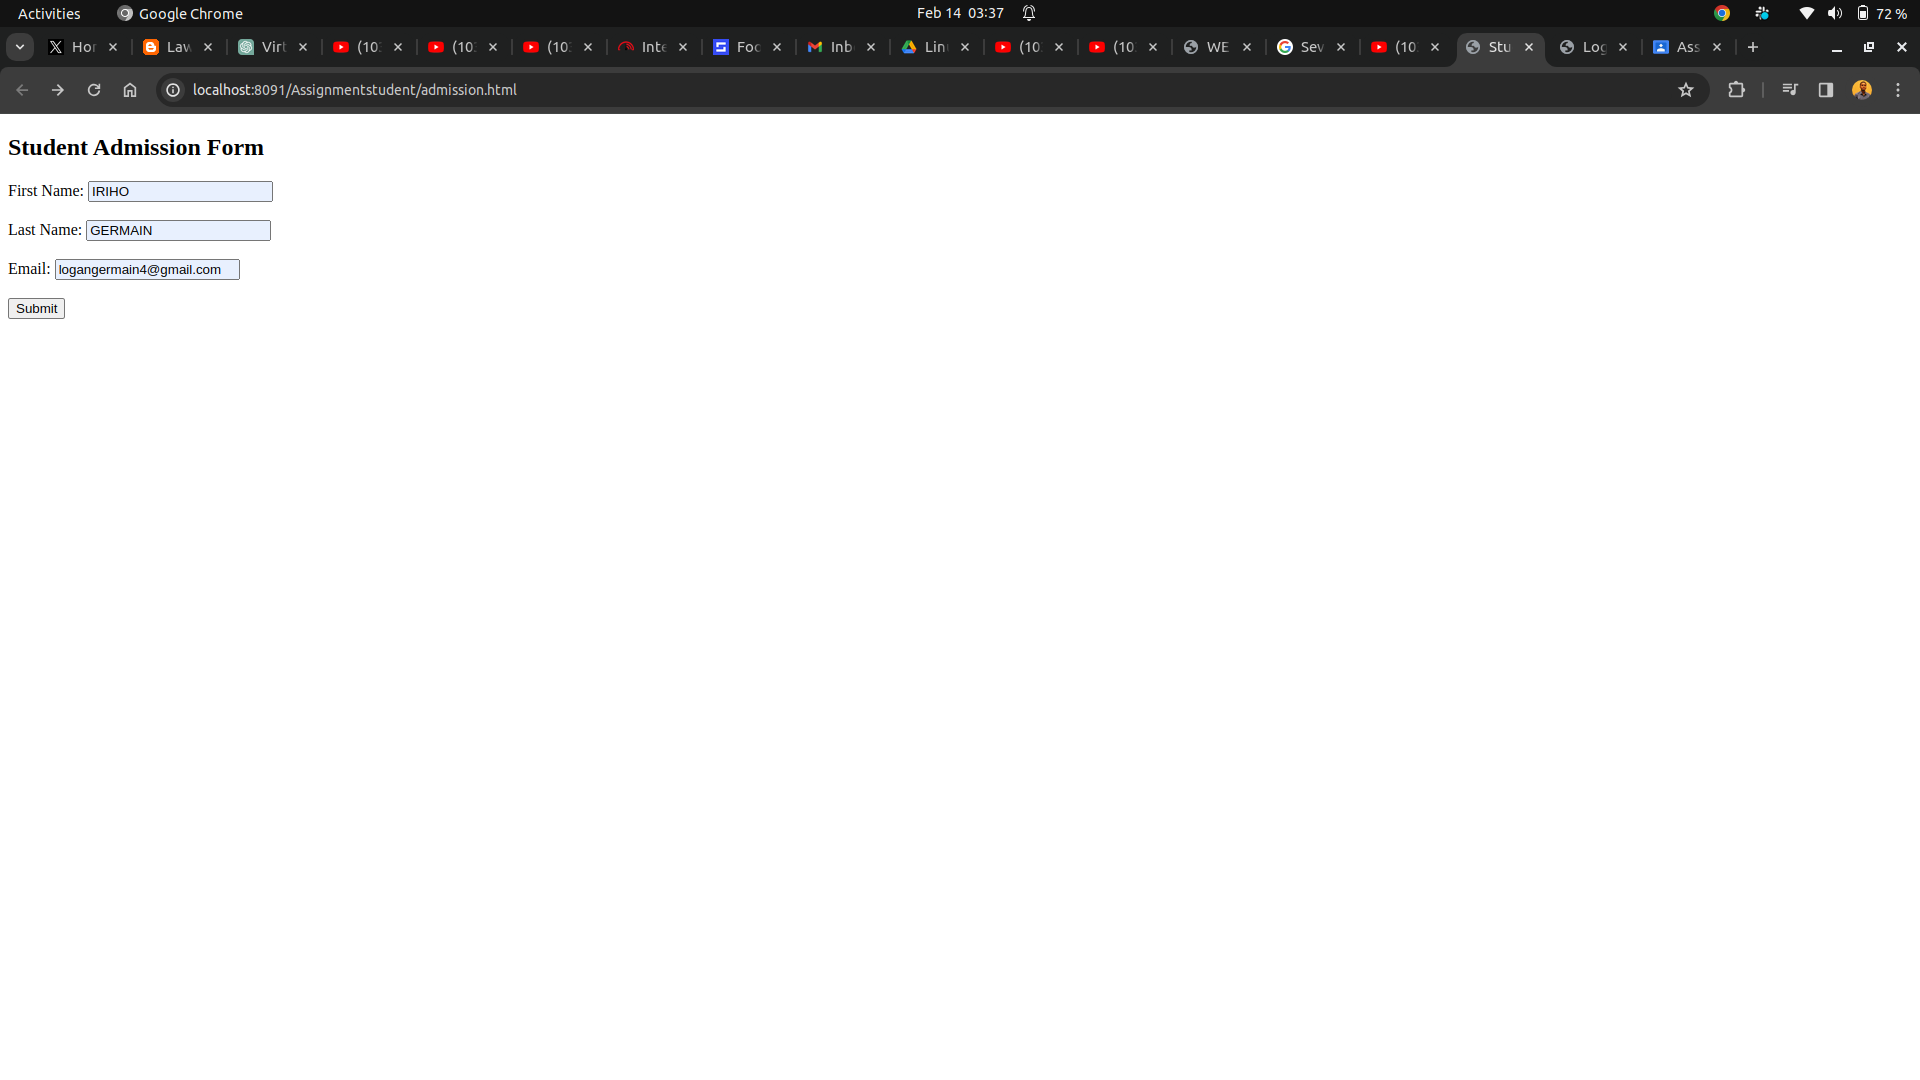 Activities Google Chrome Feb 14 03:37 72 %
Hor Law Virt (10 (10 (10 Inte Foo Inb Lin (10 (10 WE Sev (10 Stu Log Ass
localhost:8091/Assignmentstudent/admission.html
Student Admission Form
First Name: IRIHO
Last Name: GERMAIN
Email: logangermain4@gmail.com
Submit